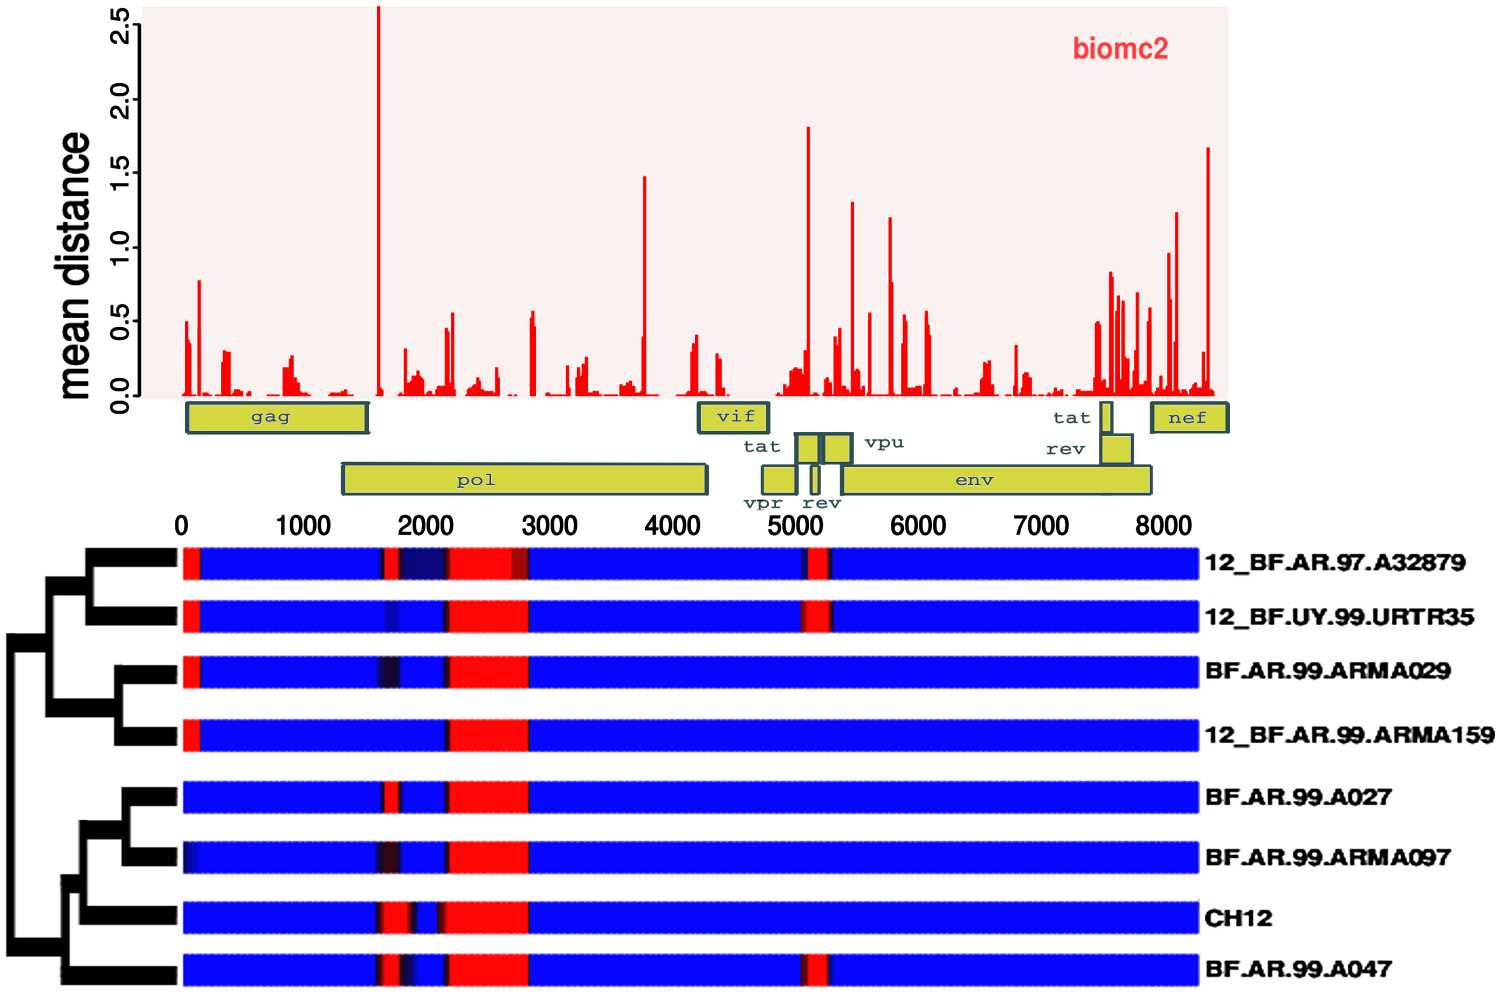 biomc2
mean distance
2.5
2.0
1.5
1.0
0.5
0.0
gag
vif
tat
nef
tat
vpu
rev
pol
env
vpr
rev
0 1000 2000 3000 4000 5000 6000 7000 8000
12_BF.AR.97.A32879
12_BF.UY.99.URTR35
BF.AR.99.ARMA029
12_BF.AR.99.ARMA159
BF.AR.99.A027
BF.AR.99.ARMA097
CH12
BF.AR.99.A047